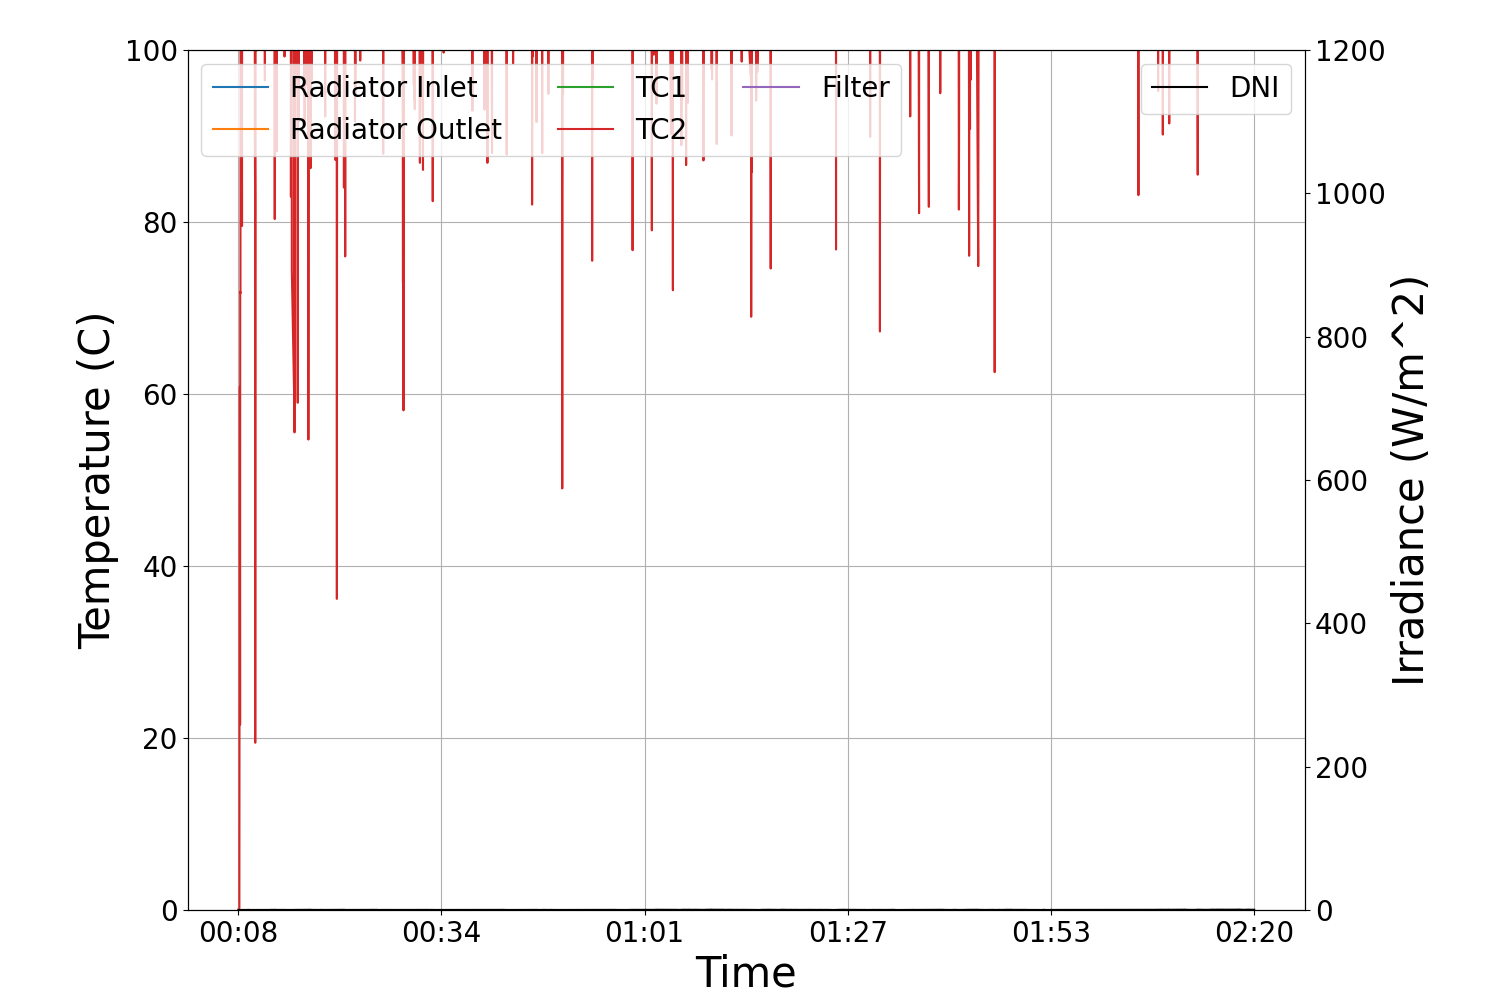 100
80
60
40
20
0
Temperature (C)
Radiator Inlet
Radiator Outlet
TC1
TC2
Filter
DNI
1200
1000
800
600
400
200
0
Irradiance (W/m^2)
00:08 00:34 01:01 01:27 01:53 02:20
Time